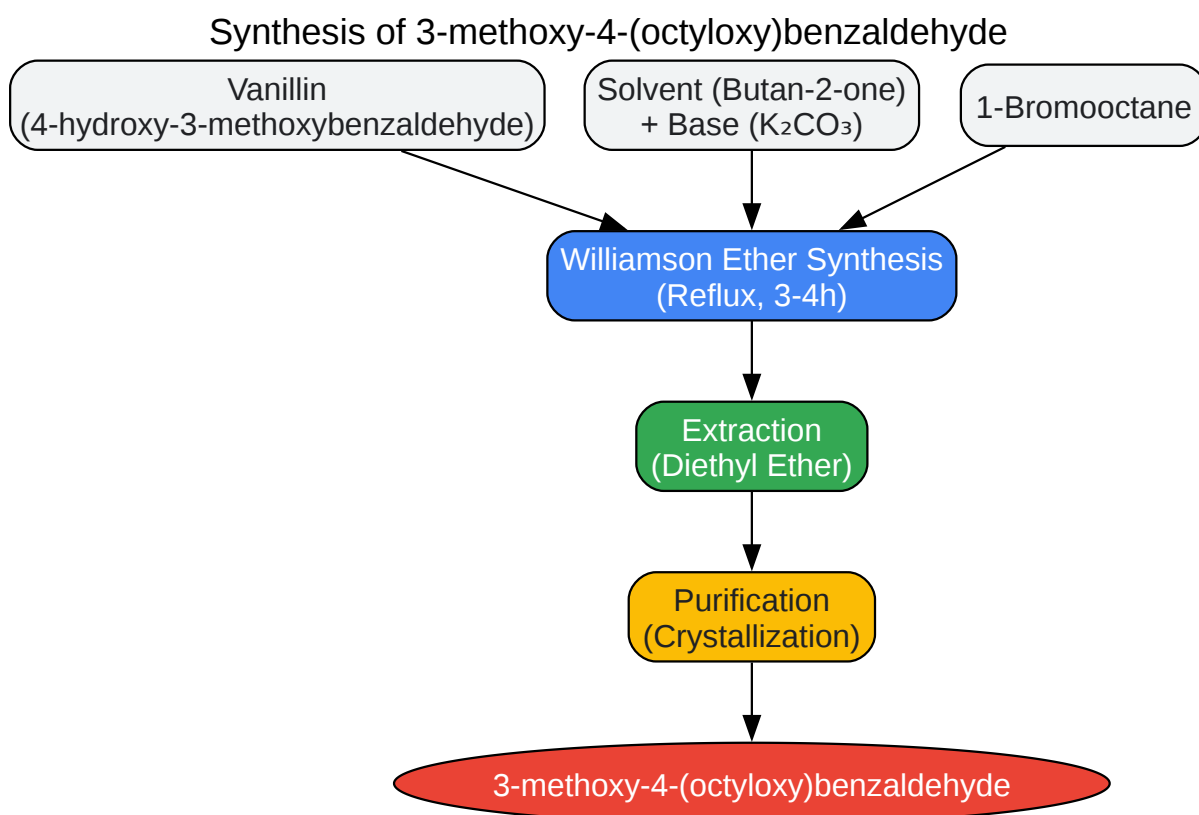 Synthesis of 3-methoxy-4-(octyloxy)benzaldehyde
Vanillin
(4-hydroxy-3-methoxybenzaldehyde)
Solvent (Butan-2-one)
+ Base (K₂CO₃)
1-Bromooctane
Williamson Ether Synthesis
(Reflux, 3-4h)
Extraction
(Diethyl Ether)
Purification
(Crystallization)
3-methoxy-4-(octyloxy)benzaldehyde